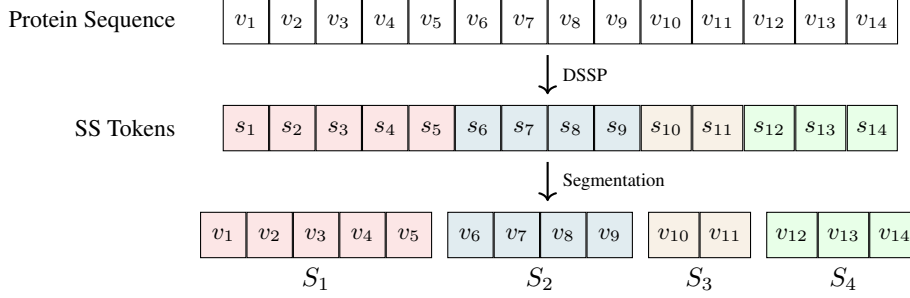 Protein Sequence v₁ v₂ v₃ v₄ v₅ v₆ v₇ v₈ v₉ v₁₀ v₁₁ v₁₂ v₁₃ v₁₄
DSSP
SS Tokens s₁ s₂ s₃ s₄ s₅ s₆ s₇ s₈ s₉ s₁₀ s₁₁ s₁₂ s₁₃ s₁₄
Segmentation
v₁ v₂ v₃ v₄ v₅ v₆ v₇ v₈ v₉ v₁₀ v₁₁ v₁₂ v₁₃ v₁₄
S₁ S₂ S₃ S₄